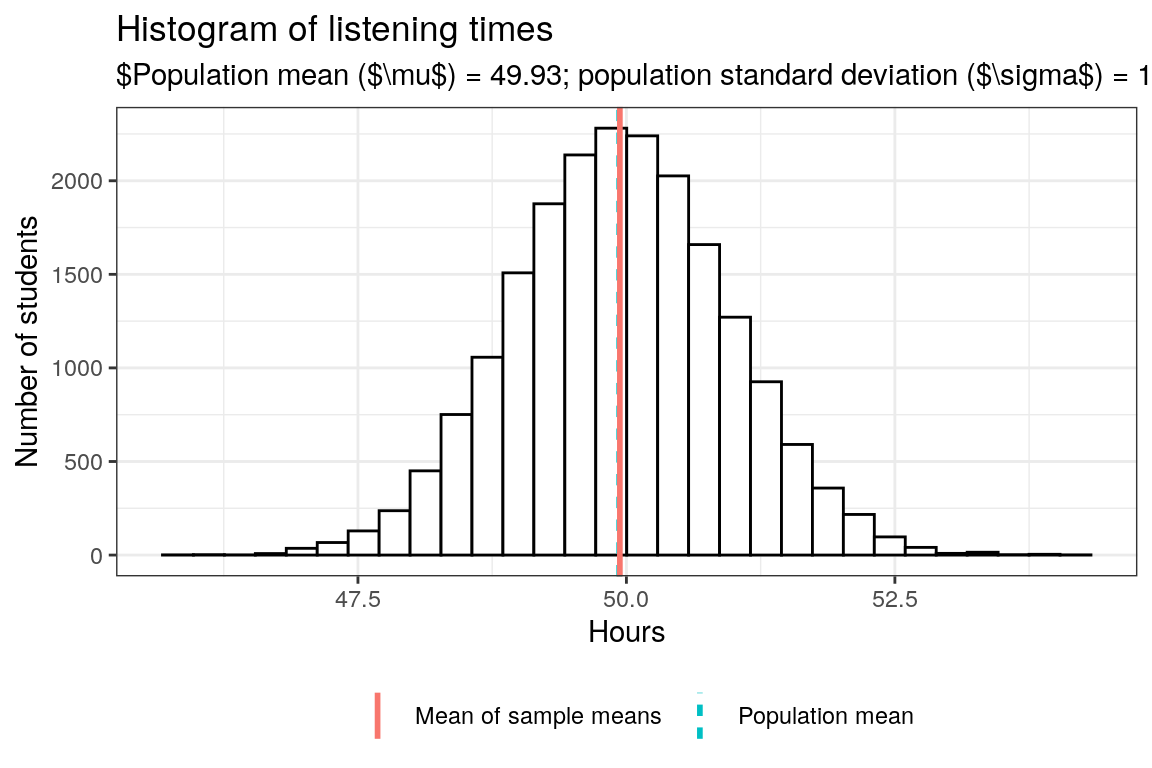 Histogram of listening times
$Population mean ($\mu$) = 49.93; population standard deviation ($\sigma$) = 1
2000
1500
1000
500
0
Number of students
47.5 50.0 52.5
Hours
Mean of sample means Population mean